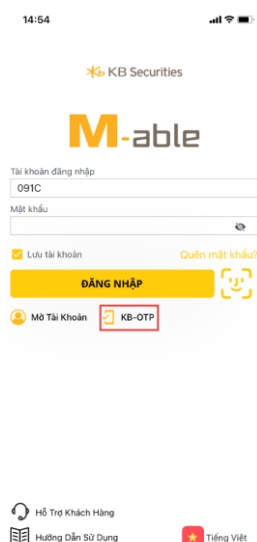 14:54
KB KB Securities
M-able
Tài khoản đăng nhập
091C
Mật khẩu
Lưu tài khoản Quên mật khẩu?
ĐĂNG NHẬP
Mở Tài Khoản KB-OTP
Hỗ Trợ Khách Hàng
Hướng Dẫn Sử Dụng Tiếng Việt